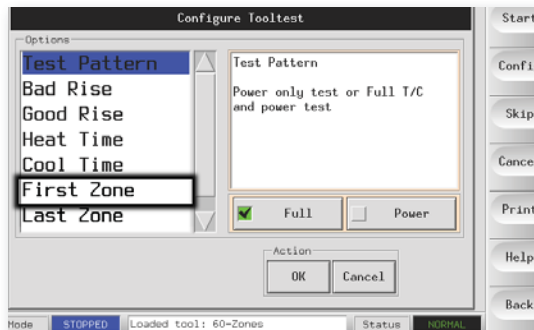 Configure Tooltest
Start
Options
Test Pattern
Bad Rise
Good Rise
Heat Time
Cool Time
First Zone
Last Zone
Test Pattern
Power only test or Full T/C
and power test
Full
Power
Action
OK
Cancel
Confi
Skip
Cance
Print
Help
Back
Mode
STOPPED
Loaded tool: 60-Zones
Status
NORMAL